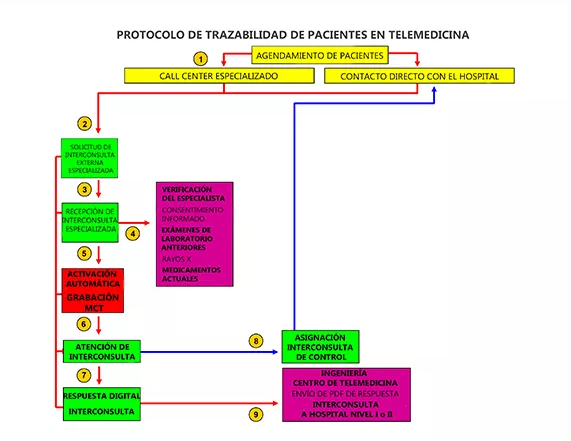 PROTOCOLO DE TRAZABILIDAD DE PACIENTES EN TELEMEDICINA
1
AGENDAMIENTO DE PACIENTES
CALL CENTER ESPECIALIZADO
CONTACTO DIRECTO CON EL HOSPITAL
2
SOLICITUD DE
INTERCONSULTA
EXTERNA
ESPECIALIZADA
3
RECEPCIÓN DE
INTERCONSULTA
ESPECIALIZADA
4
VERIFICACIÓN
DEL ESPECIALISTA
CONSENTIMIENTO
INFORMADO
EXÁMENES DE
LABORATORIO
ANTERIORES
RAYOS X
MEDICAMENTOS
ACTUALES
5
ACTIVACIÓN
AUTOMÁTICA
GRABACIÓN
MCT
6
ATENCIÓN DE
INTERCONSULTA
8
ASIGNACIÓN
INTERCONSULTA
DE CONTROL
7
RESPUESTA DIGITAL
INTERCONSULTA
9
INGENIERÍA
CENTRO DE TELEMEDICINA
ENVÍO DE PDF DE RESPUESTA
INTERCONSULTA
A HOSPITAL NIVEL I o II